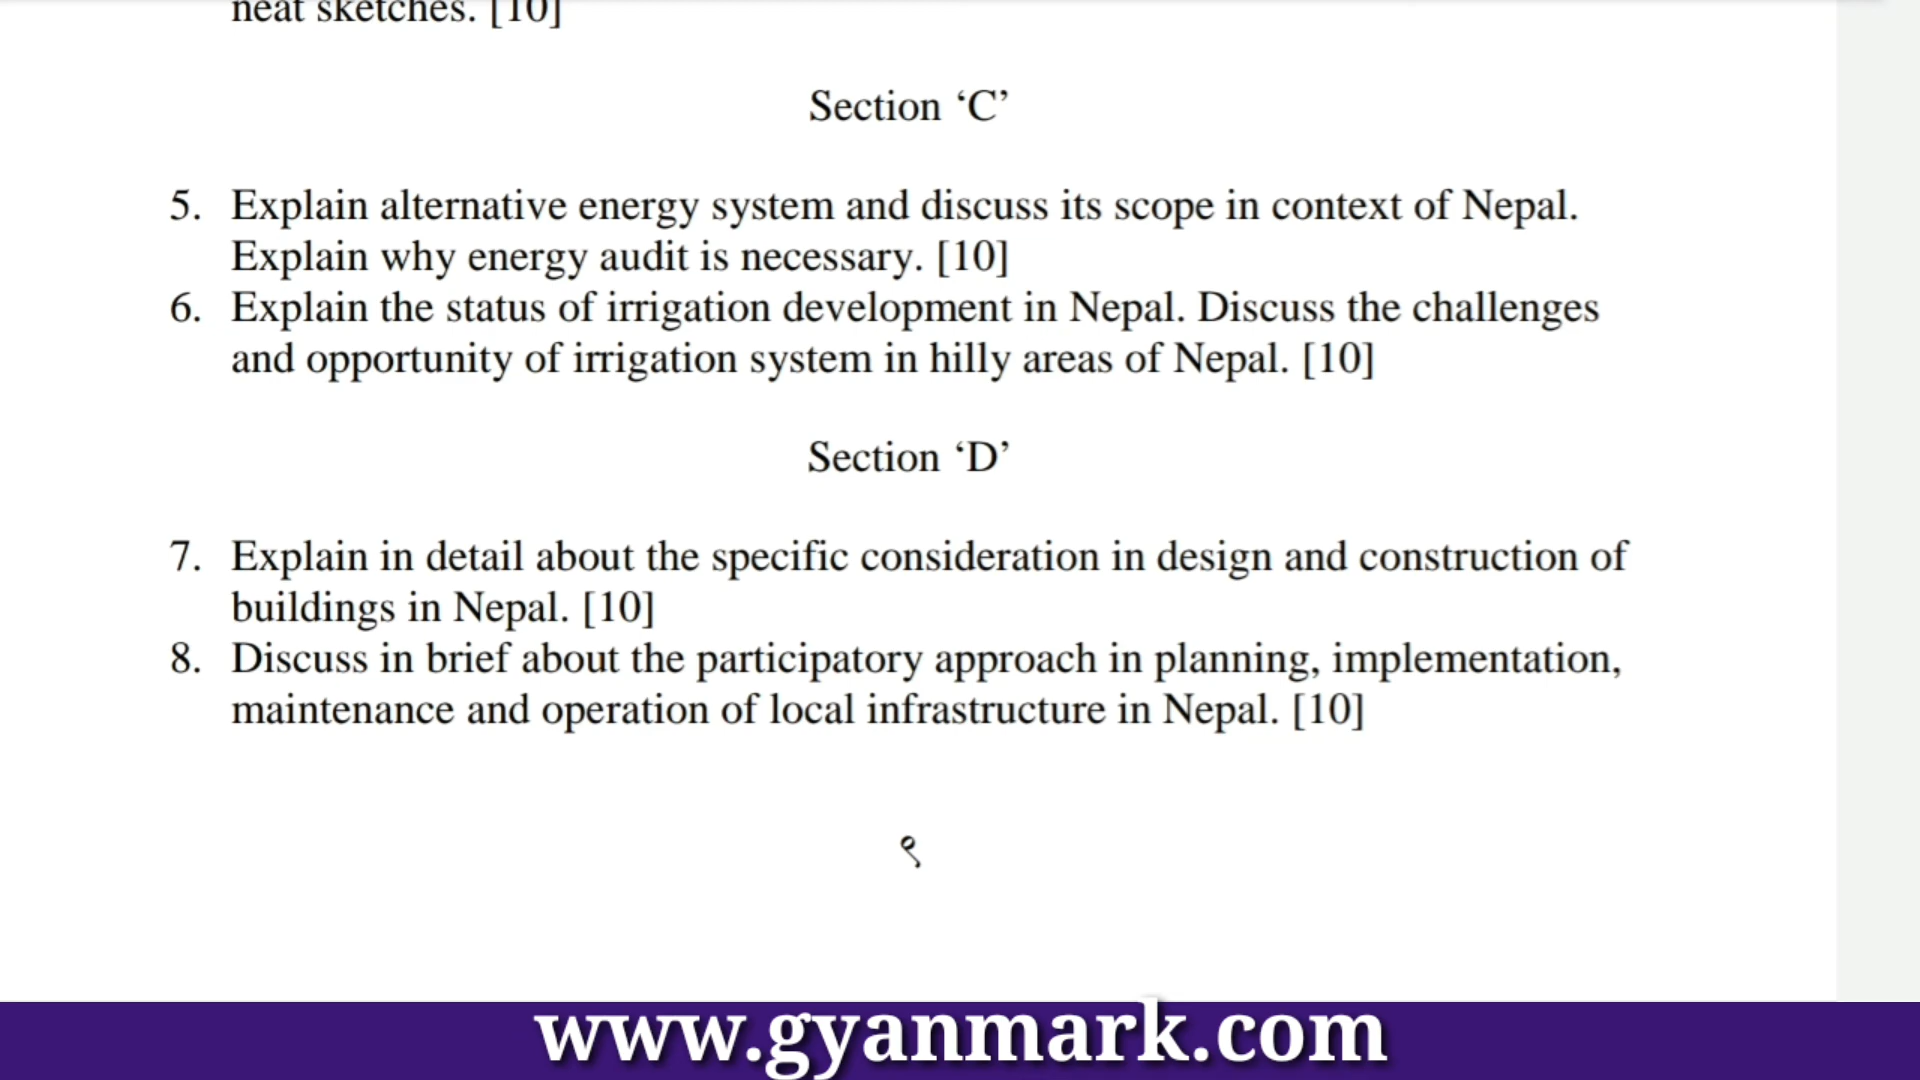 neat sketches. [10]
Section ‘C’
5. Explain alternative energy system and discuss its scope in context of Nepal.
Explain why energy audit is necessary. [10]
6. Explain the status of irrigation development in Nepal. Discuss the challenges
and opportunity of irrigation system in hilly areas of Nepal. [10]
Section ‘D’
7. Explain in detail about the specific consideration in design and construction of
buildings in Nepal. [10]
8. Discuss in brief about the participatory approach in planning, implementation,
maintenance and operation of local infrastructure in Nepal. [10]
९
www.gyanmark.com